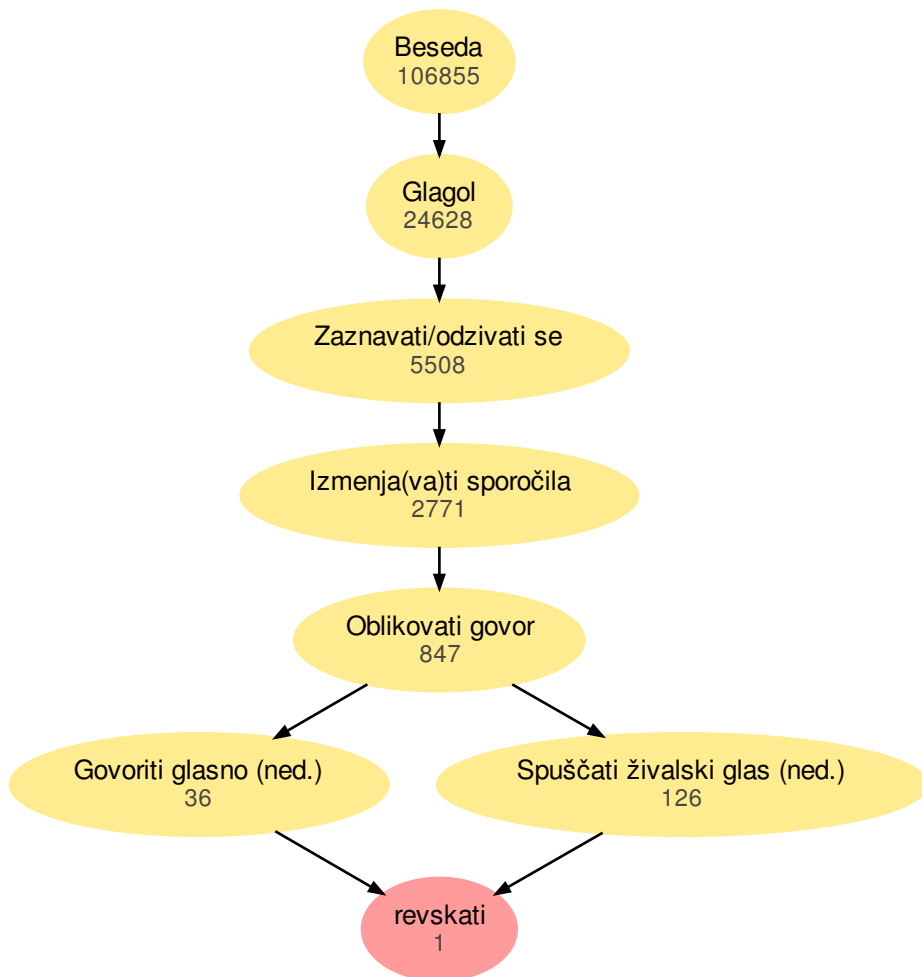 Beseda
106855
Glagol
24628
Zaznavati/odzivati se
5508
Izmenja(va)ti sporočila
2771
Oblikovati govor
847
Govoriti glasno (ned.)
36
Spuščati živalski glas (ned.)
126
revskati
1